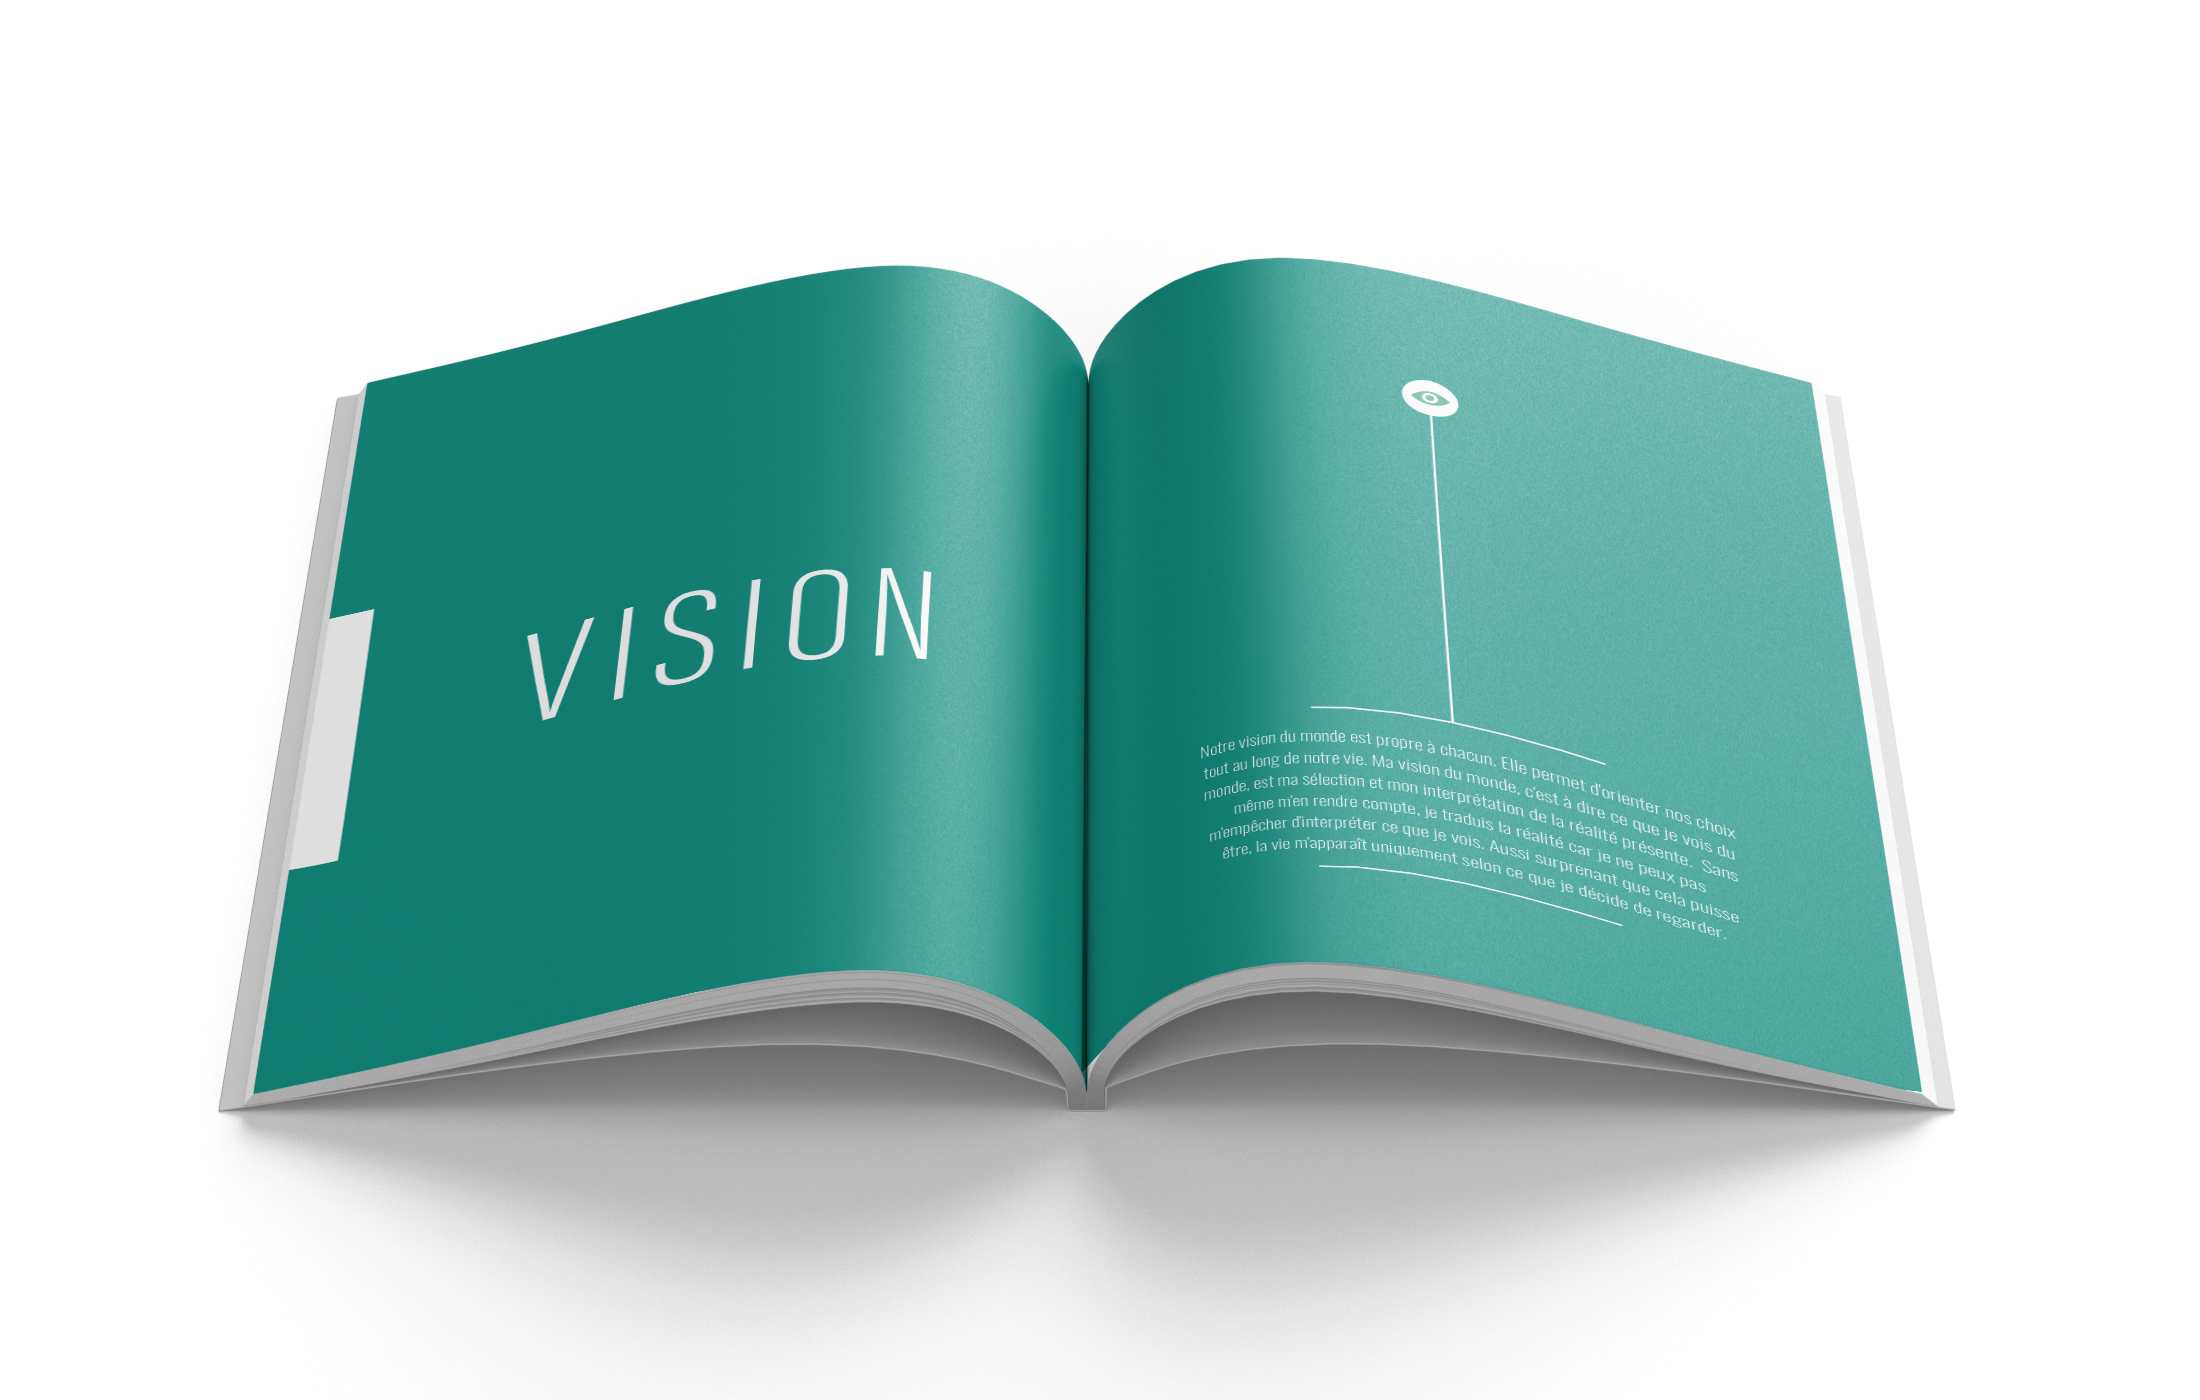 VISION
Notre vision du monde est propre à chacun. Elle permet d'orienter nos choix
tout au long de notre vie. Ma vision du monde, c'est à dire ce que je vois du
monde, est ma sélection et mon interprétation de la réalité présente. Sans
même m'en rendre compte, je traduis la réalité car je ne peux pas
m'empêcher d'interpréter ce que je vois. Aussi surprenant que cela puisse
être, la vie m'apparaît uniquement selon ce que je décide de regarder.